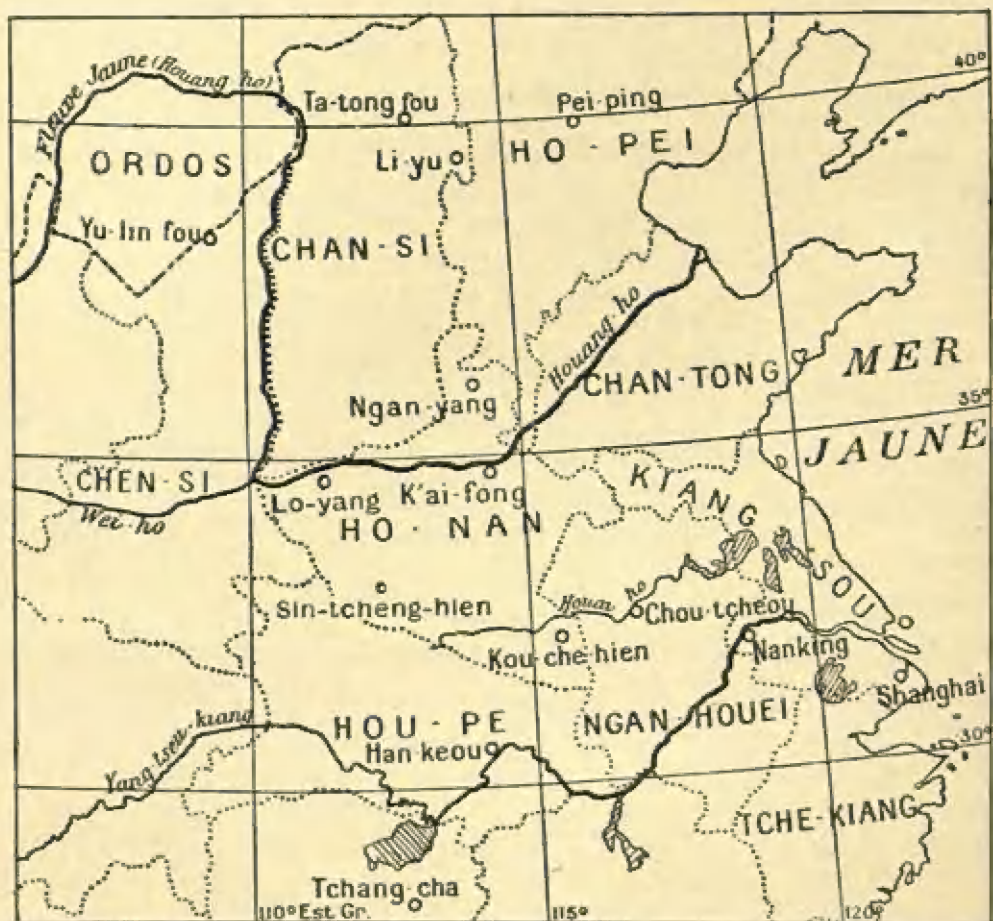 Fleuve Jaune (Houang ho)
40°
Ta-tong fou
Pei-ping
ORDOS
Li-yu
HO-PEI
Yu-lin fou
CHAN-SI
Houang-ho
MER
CHAN-TONG
Ngan-yang
35°
JAUNE
CHEN-SI
KIANG-SOU
Lo-yang
K'ai-fong
Wei-ho
HO-NAN
Sin-tcheng-hien
Houai ho
Chou-tcheou
Kou-che-hien
Nanking
Shanghai
Yang tseu kiang
HOU-PE
NGAN-HOUEI
Han-keou
30°
TCHE-KIANG
Tchang-cha
110° Est. Gr.
115°
120°